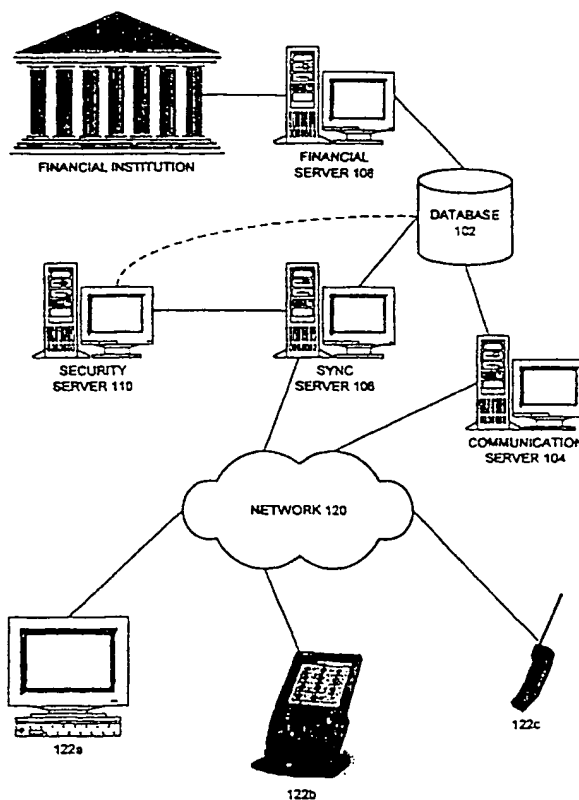 FINANCIAL INSTITUTION
FINANCIAL
SERVER 108
DATABASE
102
SECURITY
SERVER 110
SYNC
SERVER 106
COMMUNICATION
SERVER 104
NETWORK 120
122a
122b
122c